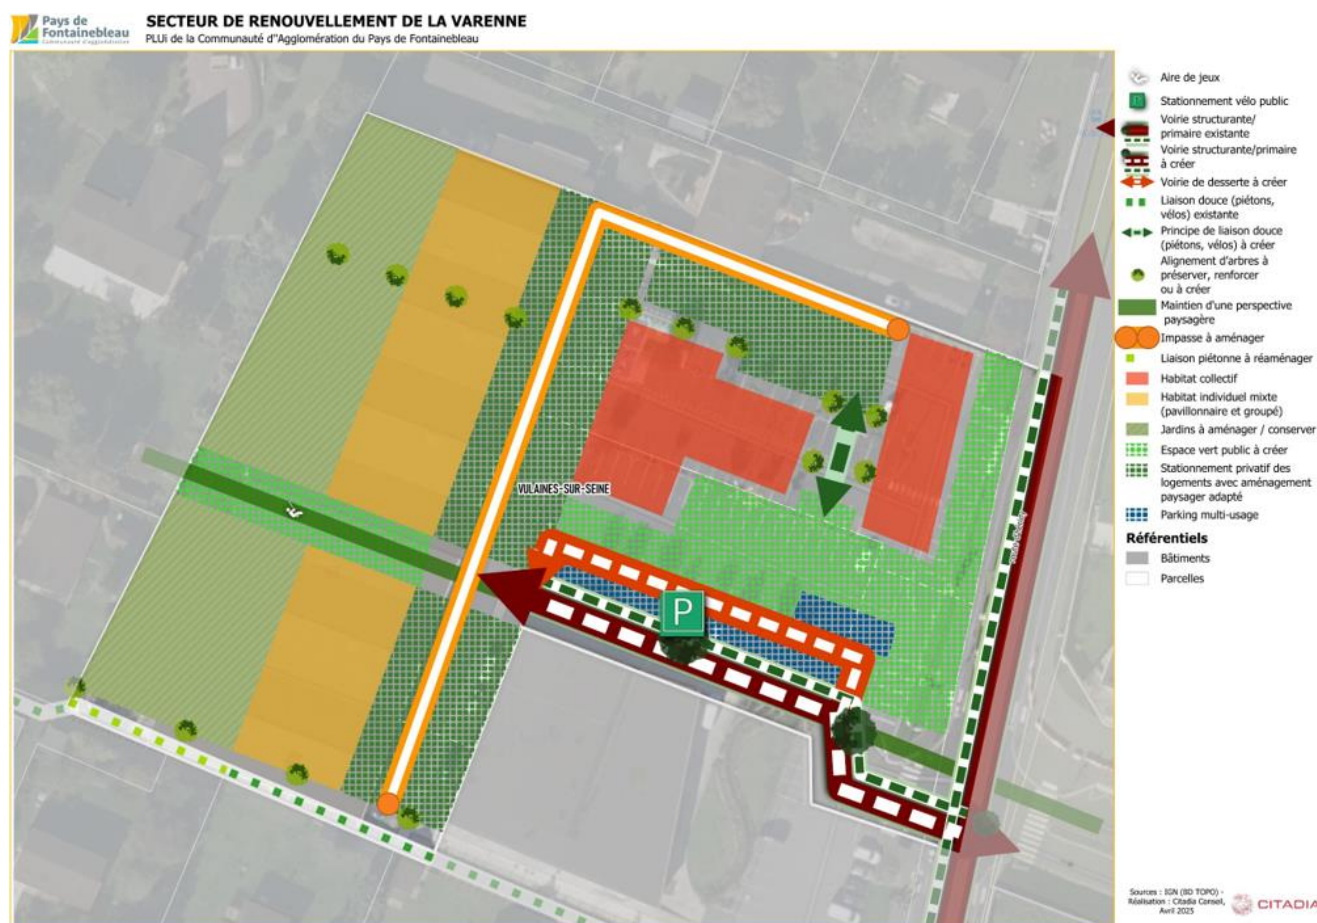 Pays de
Fontainebleau
Communauté d'agglomération
SECTEUR DE RENOUVELLEMENT DE LA VARENNE
PLUi de la Communauté d''Agglomération du Pays de Fontainebleau
Aire de jeux
Stationnement vélo public
Voirie structurante/
primaire existante
Voirie structurante/primaire
à créer
Voirie de desserte à créer
Liaison douce (piétons,
vélos) existante
Principe de liaison douce
(piétons, vélos) à créer
Alignement d'arbres à
préserver, renforcer
ou à créer
Maintien d'une perspective
paysagère
Impasse à aménager
Liaison piétonne à réaménager
Habitat collectif
Habitat individuel mixte
(pavillonnaire et groupé)
Jardins à aménager / conserver
Espace vert public à créer
Stationnement privatif des
logements avec aménagement
paysager adapté
Parking multi-usage
Référentiels
Bâtiments
Parcelles
VULAINES-SUR-SEINE
P
Sources : IGN (BD TOPO) -
Réalisation : Citadia Conseil,
Avril 2025
CITADIA